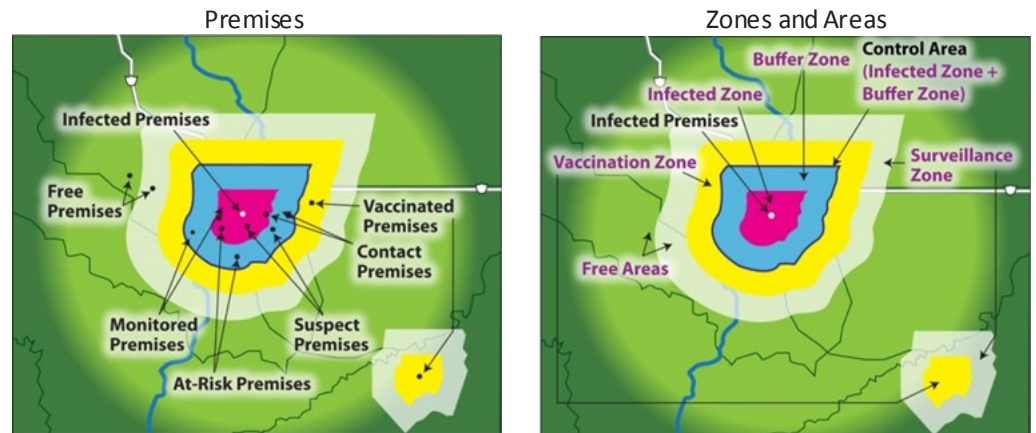 Premises
Infected Premises
Free
Premises
Vaccinated
Premises
Contact
Premises
Monitored
Premises
Suspect
Premises
At-Risk Premises
Zones and Areas
Buffer Zone
Control Area
(Infected Zone +
Buffer Zone)
Infected Zone
Infected Premises
Vaccination Zone
Surveillance
Zone
Free Areas